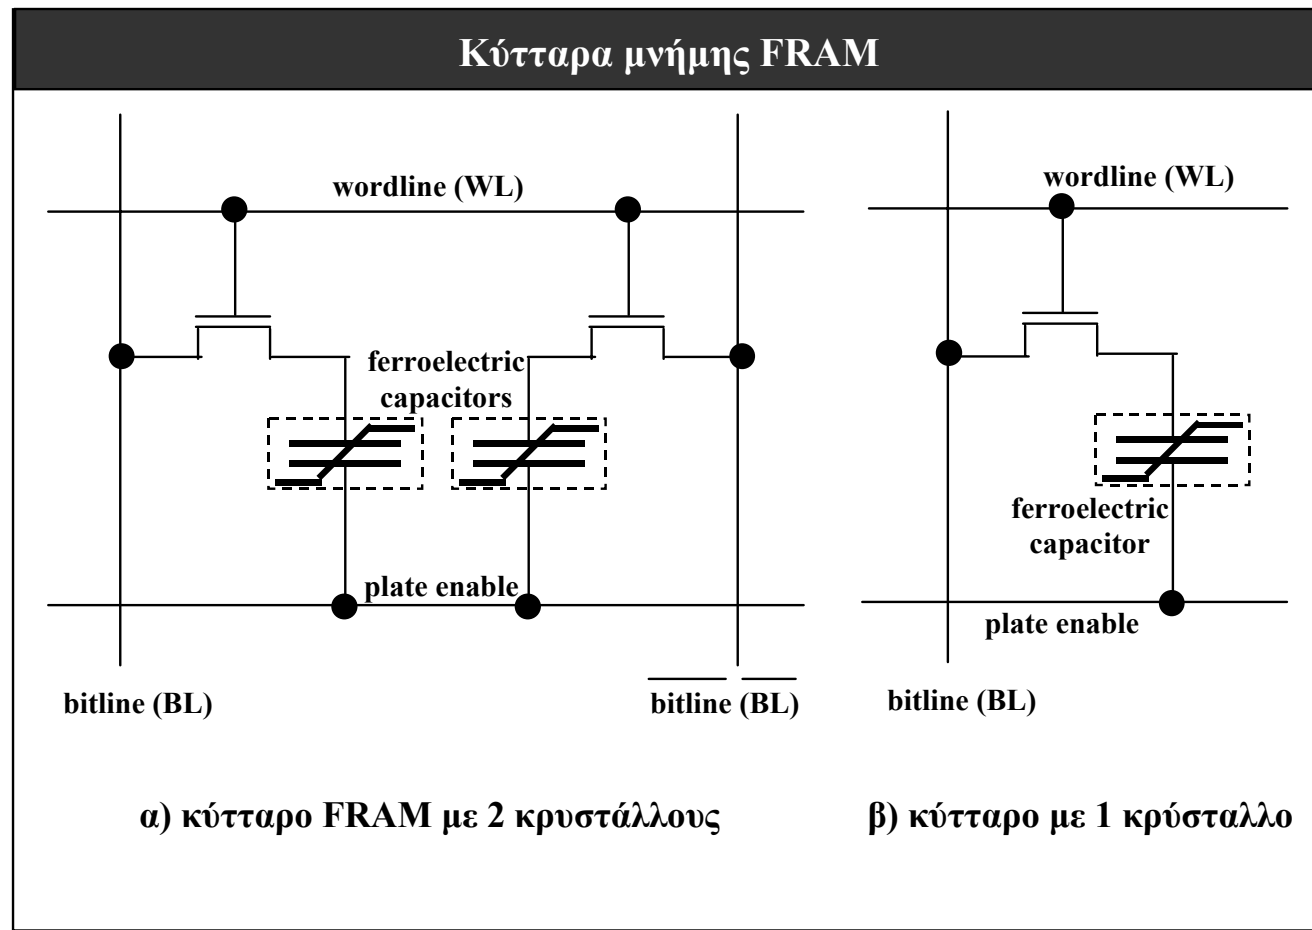 Κύτταρα μνήμης FRAM
wordline (WL)
ferroelectric
capacitors
plate enable
bitline (BL)
bitline (BL)
α) κύτταρο FRAM με 2 κρυστάλλους
wordline (WL)
ferroelectric
capacitor
plate enable
bitline (BL)
β) κύτταρο με 1 κρύσταλλο